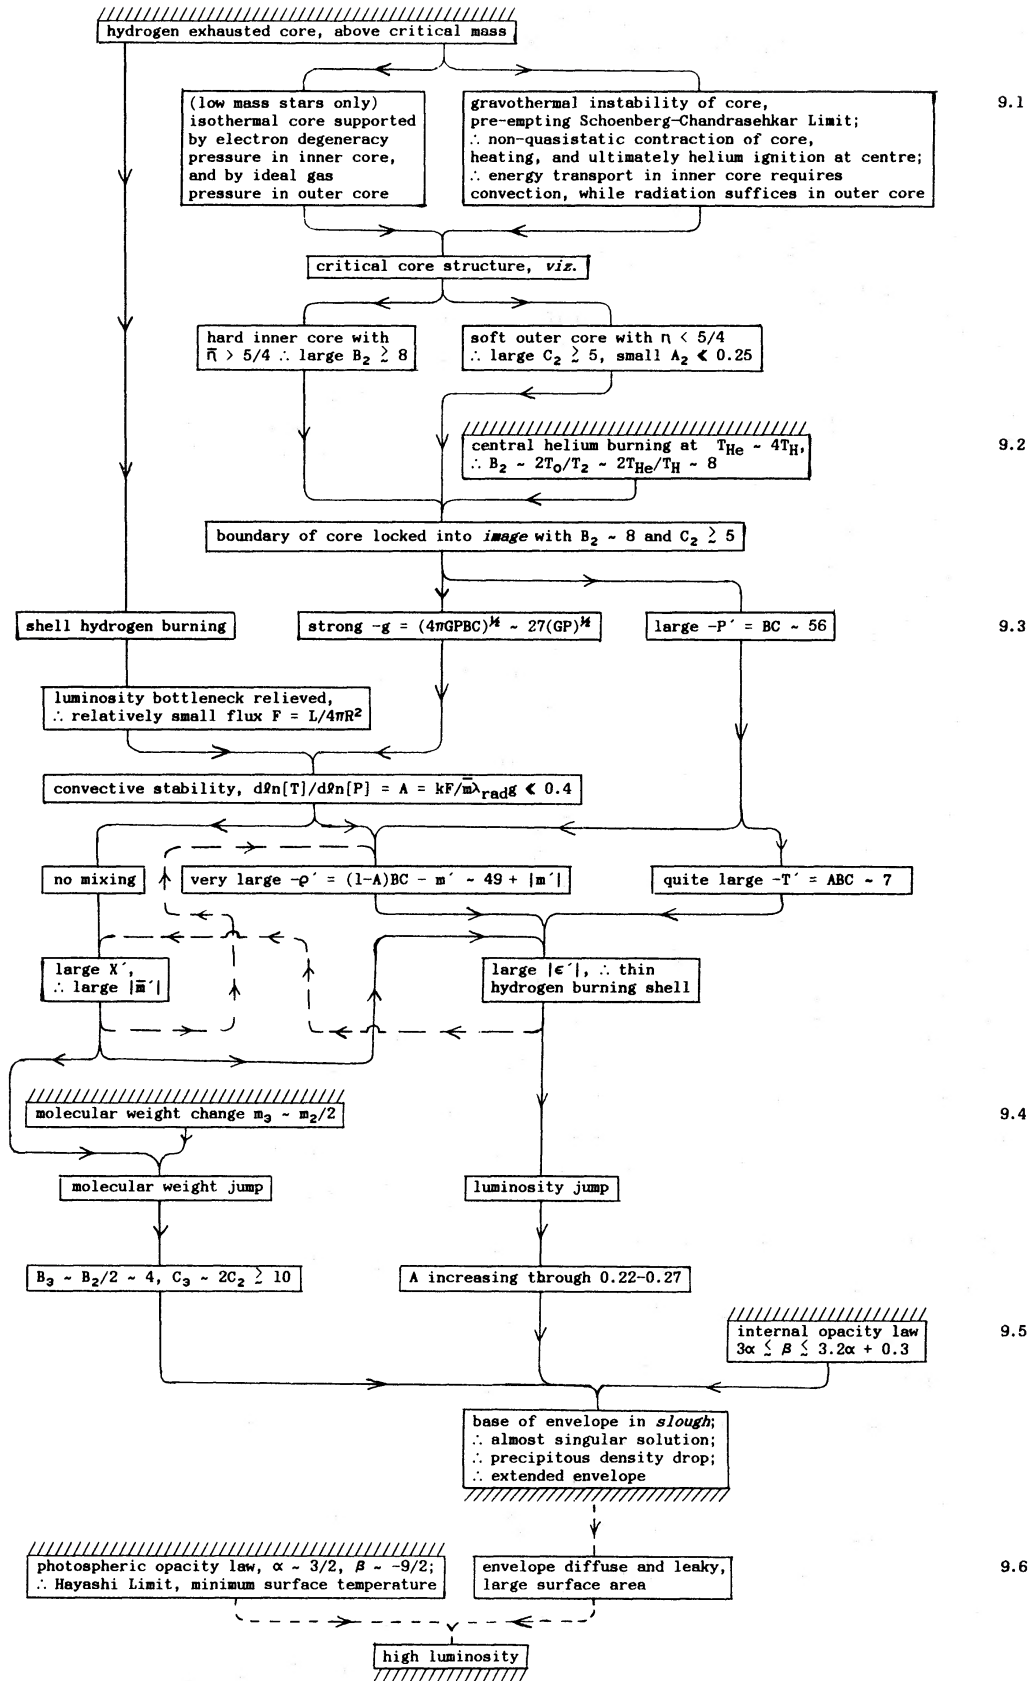 hydrogen exhausted core, above critical mass
(low mass stars only)
isothermal core supported
by electron degeneracy
pressure in inner core,
and by ideal gas
pressure in outer core
gravothermal instability of core,
pre-empting Schoenberg-Chandrasehkar Limit;
∴ non-quasistatic contraction of core,
heating, and ultimately helium ignition at centre;
∴ energy transport in inner core requires
convection, while radiation suffices in outer core
9.1
critical core structure, viz.
hard inner core with
η̄ > 5/4 ∴ large B₂ ≳ 8
soft outer core with η < 5/4
∴ large C₂ ≳ 5, small A₂ ≪ 0.25
central helium burning at T_He ~ 4T_H,
∴ B₂ ~ 2T₀/T₂ ~ 2T_He/T_H ~ 8
9.2
boundary of core locked into image with B₂ ~ 8 and C₂ ≳ 5
shell hydrogen burning
strong -g = (4πGPBC)^½ ~ 27(GP)^½
large -P′ = BC ~ 56
9.3
luminosity bottleneck relieved,
∴ relatively small flux F = L/4πR²
convective stability, dℓn[T]/dℓn[P] = A = kF/m̄λ_rad g ≪ 0.4
no mixing
very large -ρ′ = (1-A)BC - m′ ~ 49 + |m′|
quite large -T′ = ABC ~ 7
large X′,
∴ large |m̄′|
large |ε′|, ∴ thin
hydrogen burning shell
molecular weight change m₃ ~ m₂/2
9.4
molecular weight jump
luminosity jump
B₃ ~ B₂/2 ~ 4, C₃ ~ 2C₂ ≳ 10
A increasing through 0.22-0.27
internal opacity law
3α ≲ β ≲ 3.2α + 0.3
9.5
base of envelope in slough;
∴ almost singular solution;
∴ precipitous density drop;
∴ extended envelope
photospheric opacity law, α ~ 3/2, β ~ -9/2;
∴ Hayashi Limit, minimum surface temperature
envelope diffuse and leaky,
large surface area
9.6
high luminosity